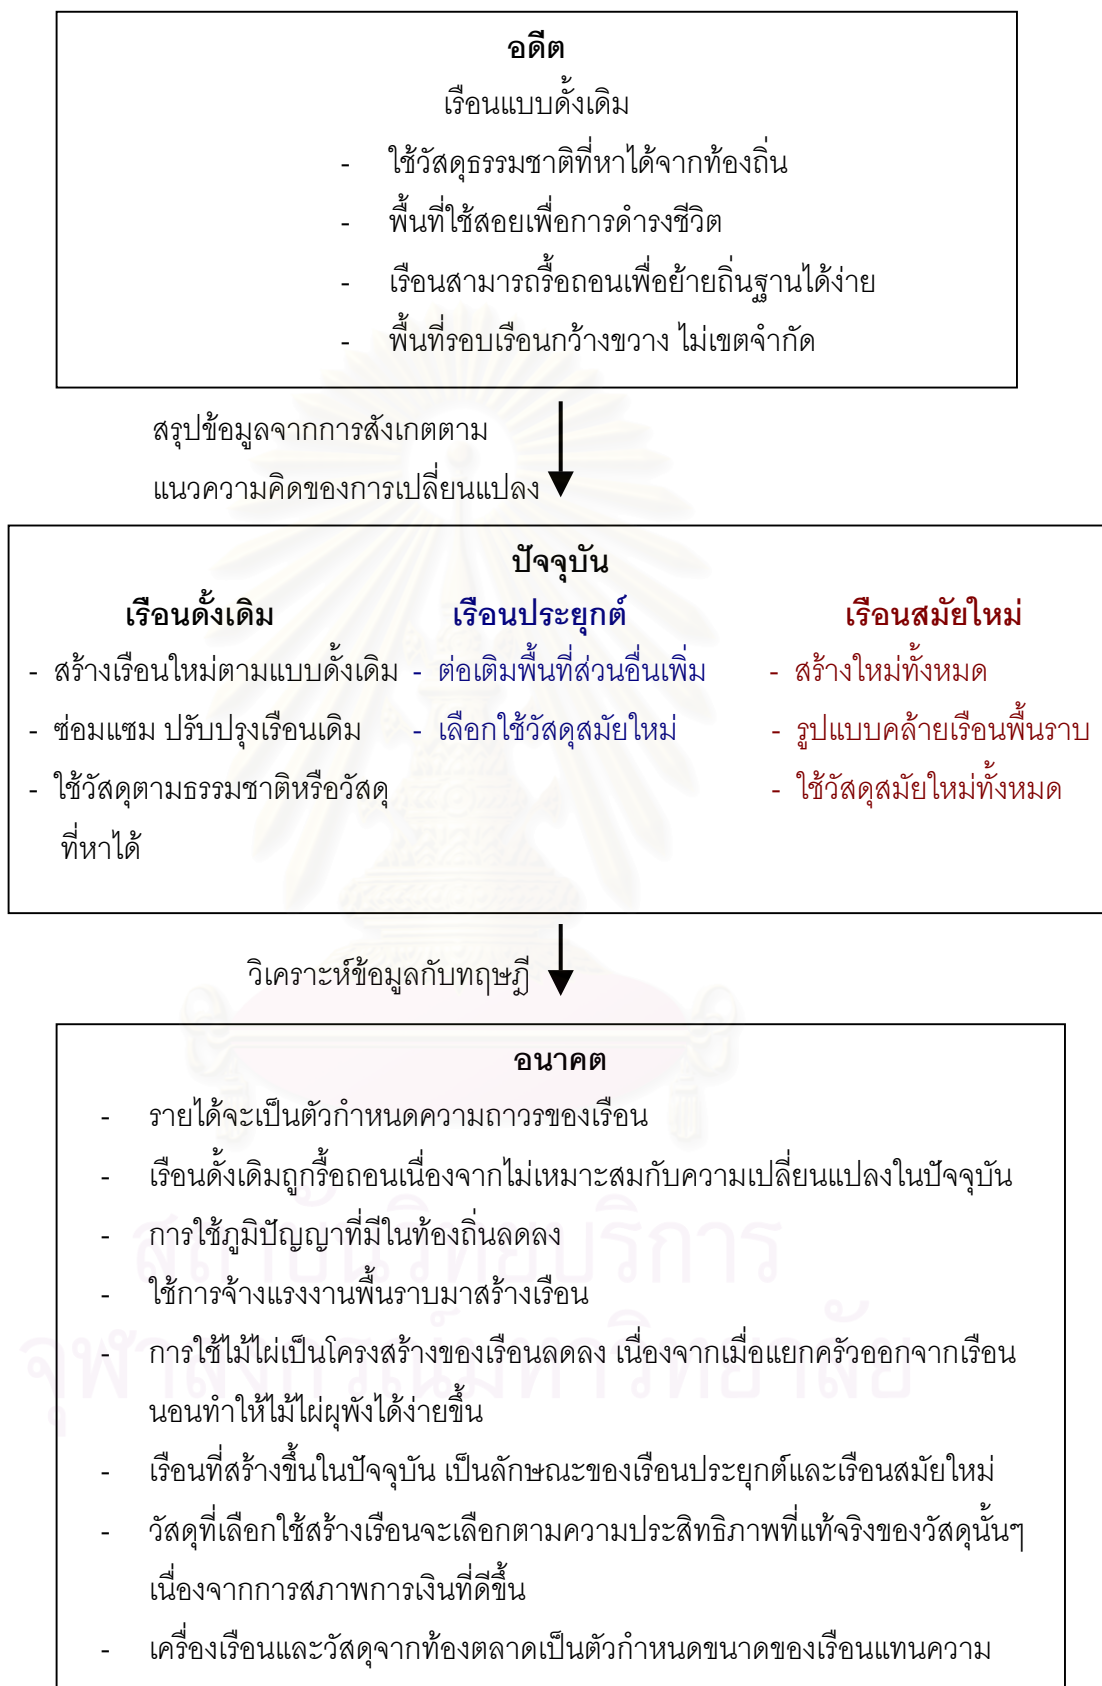 อดีต
เรือนแบบดั้งเดิม
- ใช้วัสดุธรรมชาติที่หาได้จากท้องถิ่น
- พื้นที่ใช้สอยเพื่อการดำรงชีวิต
- เรือนสามารถรื้อถอนเพื่อย้ายถิ่นฐานได้ง่าย
- พื้นที่รอบเรือนกว้างขวาง ไม่เขตจำกัด
สรุปข้อมูลจากการสังเกตตาม
แนวความคิดของการเปลี่ยนแปลง
ปัจจุบัน
เรือนดั้งเดิม
- สร้างเรือนใหม่ตามแบบดั้งเดิม
- ซ่อมแซม ปรับปรุงเรือนเดิม
- ใช้วัสดุตามธรรมชาติหรือวัสดุ
ที่หาได้
เรือนประยุกต์
- ต่อเติมพื้นที่ส่วนอื่นเพิ่ม
- เลือกใช้วัสดุสมัยใหม่
เรือนสมัยใหม่
- สร้างใหม่ทั้งหมด
- รูปแบบคล้ายเรือนพื้นราบ
- ใช้วัสดุสมัยใหม่ทั้งหมด
วิเคราะห์ข้อมูลกับทฤษฎี
อนาคต
- รายได้จะเป็นตัวกำหนดความถาวรของเรือน
- เรือนดั้งเดิมถูกรื้อถอนเนื่องจากไม่เหมาะสมกับความเปลี่ยนแปลงในปัจจุบัน
- การใช้ภูมิปัญญาที่มีในท้องถิ่นลดลง
- ใช้การจ้างแรงงานพื้นราบมาสร้างเรือน
- การใช้ไม้ไผ่เป็นโครงสร้างของเรือนลดลง เนื่องจากเมื่อแยกครัวออกจากเรือน
นอนทำให้ไม้ไผ่ผุพังได้ง่ายขึ้น
- เรือนที่สร้างขึ้นในปัจจุบัน เป็นลักษณะของเรือนประยุกต์และเรือนสมัยใหม่
- วัสดุที่เลือกใช้สร้างเรือนจะเลือกตามความประสิทธิภาพที่แท้จริงของวัสดุนั้นๆ
เนื่องจากการสภาพการเงินที่ดีขึ้น
- เครื่องเรือนและวัสดุจากท้องตลาดเป็นตัวกำหนดขนาดของเรือนแทนความ
สถาบันวิทยบริการ
จุฬาลงกรณ์มหาวิทยาลัย